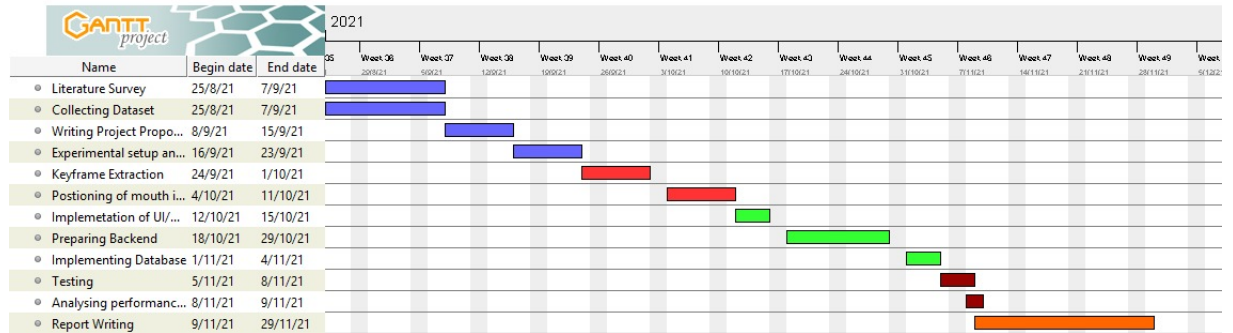 GANTT
project
2021
35 Week 36 Week 37 Week 38 Week 39 Week 40 Week 41 Week 42 Week 43 Week 44 Week 45 Week 46 Week 47 Week 48 Week 49 Week
29/8/21 5/9/21 12/9/21 19/9/21 26/9/21 3/10/21 10/10/21 17/10/21 24/10/21 31/10/21 7/11/21 14/11/21 21/11/21 28/11/21 5/12/2
Name Begin date End date
Literature Survey 25/8/21 7/9/21
Collecting Dataset 25/8/21 7/9/21
Writing Project Propo... 8/9/21 15/9/21
Experimental setup an... 16/9/21 23/9/21
Keyframe Extraction 24/9/21 1/10/21
Postioning of mouth i... 4/10/21 11/10/21
Implemetation of UI/... 12/10/21 15/10/21
Preparing Backend 18/10/21 29/10/21
Implementing Database 1/11/21 4/11/21
Testing 5/11/21 8/11/21
Analysing performanc... 8/11/21 9/11/21
Report Writing 9/11/21 29/11/21